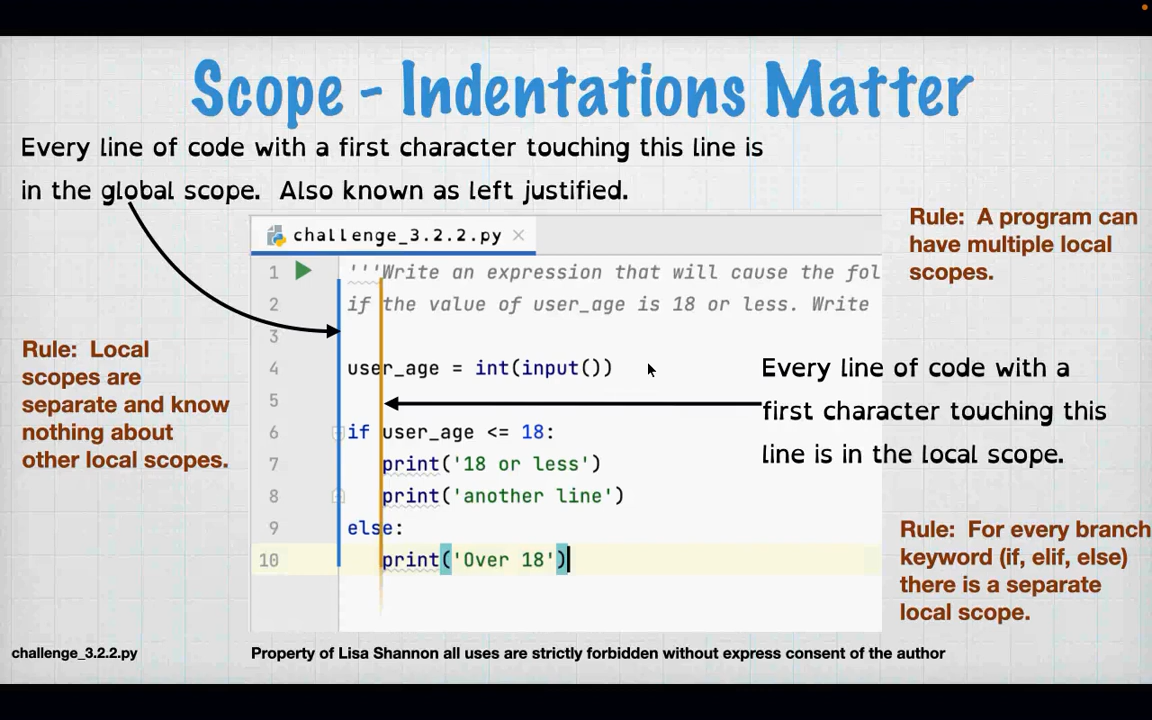 Scope - Indentations Matter
Every line of code with a first character touching this line is
in the global scope.  Also known as left justified.
Rule:  A program can
have multiple local
scopes.
challenge_3.2.2.py
1 '''Write an expression that will cause the fol
2 if the value of user_age is 18 or less. Write
3
4 user_age = int(input())
5
6 if user_age <= 18:
7 print('18 or less')
8 print('another line')
9 else:
10 print('Over 18')
Rule:  Local
scopes are
separate and know
nothing about
other local scopes.
Every line of code with a
first character touching this
line is in the local scope.
Rule:  For every branch
keyword (if, elif, else)
there is a separate
local scope.
challenge_3.2.2.py
Property of Lisa Shannon all uses are strictly forbidden without express consent of the author